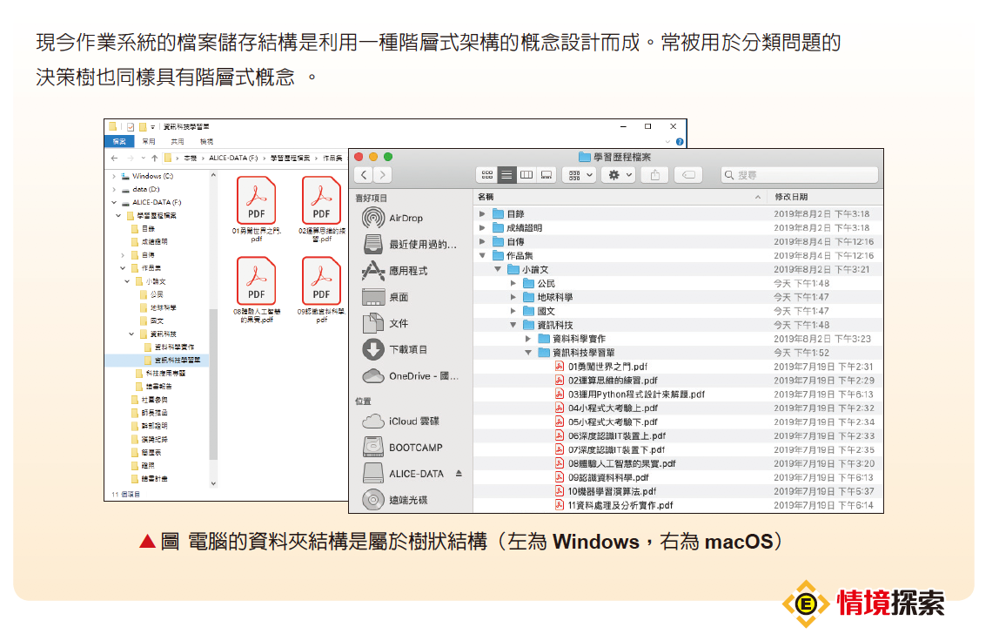 現今作業系統的檔案儲存結構是利用一種階層式架構的概念設計而成。常被用於分類問題的
決策樹也同樣具有階層式概念 。
資訊科技學習單
檔案 常用 共用 檢視
本機 › ALICE-DATA (F:) › 學習歷程檔案 › 作品集
Windows (C:)
data (D:)
ALICE-DATA (F:)
學習歷程檔案
目錄
成績證明
自傳
作品集
小論文
公民
地球科學
國文
資訊科技
資料科學實作
資訊科技學習單
科技應用專題
讀書報告
社團參與
師長推函
幹部證明
獲獎紀錄
簡歷表
證照
讀書計畫
11 個項目
PDF
01勇闖世界之門.
pdf
PDF
02運算思維的練
習.pdf
PDF
08體驗人工智慧
的果實.pdf
PDF
09認識資料科學.
pdf
學習歷程檔案
搜尋
喜好項目
AirDrop
最近使用過的...
應用程式
桌面
文件
下載項目
OneDrive - 國...
位置
iCloud 雲碟
BOOTCAMP
ALICE-DATA
遠端光碟
名稱 修改日期
目錄 2019年8月2日 下午3:18
成績證明 2019年8月2日 下午3:18
自傳 2019年8月4日 下午12:16
作品集 2019年8月4日 下午12:16
小論文 2019年8月2日 下午3:21
公民 今天 下午1:48
地球科學 今天 下午1:47
國文 今天 下午1:47
資訊科技 今天 下午1:48
資料科學實作 2019年8月2日 下午3:23
資訊科技學習單 今天 下午1:52
01勇闖世界之門.pdf 2019年7月19日 下午2:31
02運算思維的練習.pdf 2019年7月19日 下午2:29
03運用Python程式設計來解題.pdf 2019年7月19日 下午6:13
04小程式大考驗上.pdf 2019年7月19日 下午2:32
05小程式大考驗下.pdf 2019年7月19日 下午2:34
06深度認識IT裝置上.pdf 2019年7月19日 下午2:33
07深度認識IT裝置下.pdf 2019年7月19日 下午2:35
08體驗人工智慧的果實.pdf 2019年7月19日 下午3:20
09認識資料科學.pdf 2019年7月19日 下午6:13
10機器學習演算法.pdf 2019年7月19日 下午5:37
11資料處理及分析實作.pdf 2019年7月19日 下午6:14
▲圖 電腦的資料夾結構是屬於樹狀結構（左為 Windows，右為 macOS）
E 情境探索